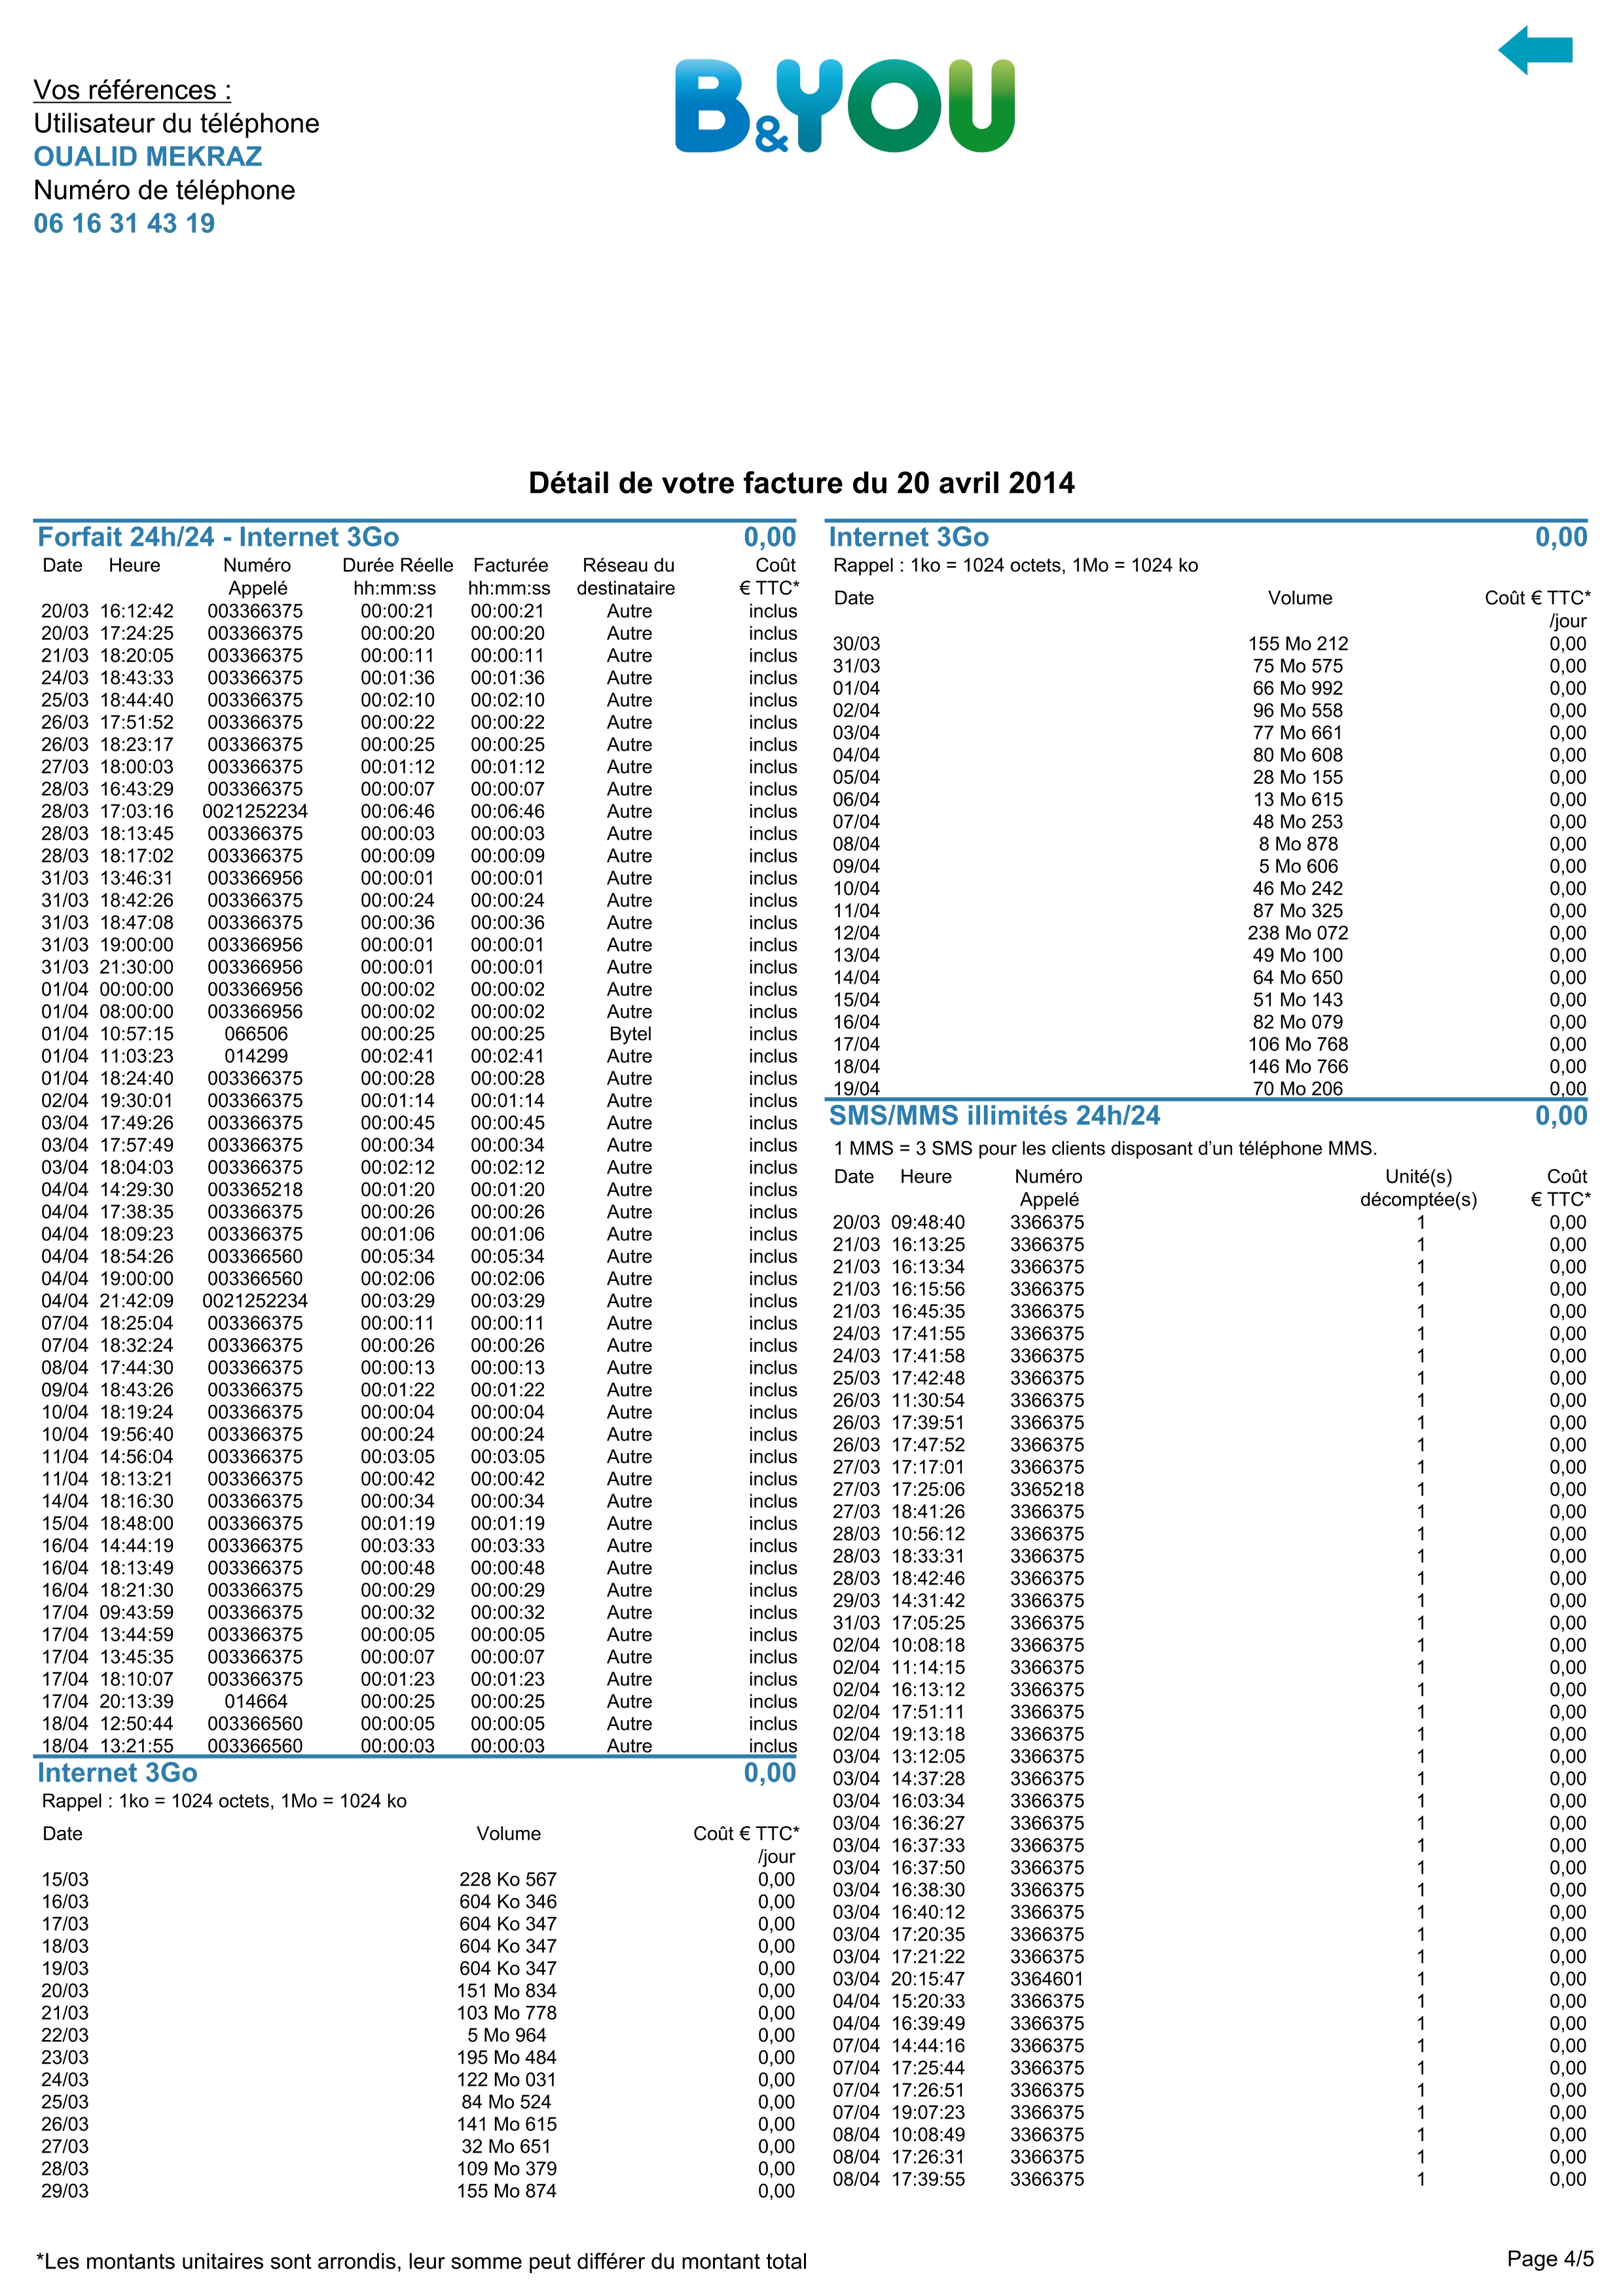 Vos références :
Utilisateur du téléphone
OUALID MEKRAZ
Numéro de téléphone
06 16 31 43 19
B&YOU
Détail de votre facture du 20 avril 2014
Forfait 24h/24 - Internet 3Go 0,00
Date Heure Numéro Durée Réelle Facturée Réseau du Coût
Appelé hh:mm:ss hh:mm:ss destinataire € TTC*
20/03 16:12:42 003366375 00:00:21 00:00:21 Autre inclus
20/03 17:24:25 003366375 00:00:20 00:00:20 Autre inclus
21/03 18:20:05 003366375 00:00:11 00:00:11 Autre inclus
24/03 18:43:33 003366375 00:01:36 00:01:36 Autre inclus
25/03 18:44:40 003366375 00:02:10 00:02:10 Autre inclus
26/03 17:51:52 003366375 00:00:22 00:00:22 Autre inclus
26/03 18:23:17 003366375 00:00:25 00:00:25 Autre inclus
27/03 18:00:03 003366375 00:01:12 00:01:12 Autre inclus
28/03 16:43:29 003366375 00:00:07 00:00:07 Autre inclus
28/03 17:03:16 0021252234 00:06:46 00:06:46 Autre inclus
28/03 18:13:45 003366375 00:00:03 00:00:03 Autre inclus
28/03 18:17:02 003366375 00:00:09 00:00:09 Autre inclus
31/03 13:46:31 003366956 00:00:01 00:00:01 Autre inclus
31/03 18:42:26 003366375 00:00:24 00:00:24 Autre inclus
31/03 18:47:08 003366375 00:00:36 00:00:36 Autre inclus
31/03 19:00:00 003366956 00:00:01 00:00:01 Autre inclus
31/03 21:30:00 003366956 00:00:01 00:00:01 Autre inclus
01/04 00:00:00 003366956 00:00:02 00:00:02 Autre inclus
01/04 08:00:00 003366956 00:00:02 00:00:02 Autre inclus
01/04 10:57:15 066506 00:00:25 00:00:25 Bytel inclus
01/04 11:03:23 014299 00:02:41 00:02:41 Autre inclus
01/04 18:24:40 003366375 00:00:28 00:00:28 Autre inclus
02/04 19:30:01 003366375 00:01:14 00:01:14 Autre inclus
03/04 17:49:26 003366375 00:00:45 00:00:45 Autre inclus
03/04 17:57:49 003366375 00:00:34 00:00:34 Autre inclus
03/04 18:04:03 003366375 00:02:12 00:02:12 Autre inclus
04/04 14:29:30 003365218 00:01:20 00:01:20 Autre inclus
04/04 17:38:35 003366375 00:00:26 00:00:26 Autre inclus
04/04 18:09:23 003366375 00:01:06 00:01:06 Autre inclus
04/04 18:54:26 003366560 00:05:34 00:05:34 Autre inclus
04/04 19:00:00 003366560 00:02:06 00:02:06 Autre inclus
04/04 21:42:09 0021252234 00:03:29 00:03:29 Autre inclus
07/04 18:25:04 003366375 00:00:11 00:00:11 Autre inclus
07/04 18:32:24 003366375 00:00:26 00:00:26 Autre inclus
08/04 17:44:30 003366375 00:00:13 00:00:13 Autre inclus
09/04 18:43:26 003366375 00:01:22 00:01:22 Autre inclus
10/04 18:19:24 003366375 00:00:04 00:00:04 Autre inclus
10/04 19:56:40 003366375 00:00:24 00:00:24 Autre inclus
11/04 14:56:04 003366375 00:03:05 00:03:05 Autre inclus
11/04 18:13:21 003366375 00:00:42 00:00:42 Autre inclus
14/04 18:16:30 003366375 00:00:34 00:00:34 Autre inclus
15/04 18:48:00 003366375 00:01:19 00:01:19 Autre inclus
16/04 14:44:19 003366375 00:03:33 00:03:33 Autre inclus
16/04 18:13:49 003366375 00:00:48 00:00:48 Autre inclus
16/04 18:21:30 003366375 00:00:29 00:00:29 Autre inclus
17/04 09:43:59 003366375 00:00:32 00:00:32 Autre inclus
17/04 13:44:59 003366375 00:00:05 00:00:05 Autre inclus
17/04 13:45:35 003366375 00:00:07 00:00:07 Autre inclus
17/04 18:10:07 003366375 00:01:23 00:01:23 Autre inclus
17/04 20:13:39 014664 00:00:25 00:00:25 Autre inclus
18/04 12:50:44 003366560 00:00:05 00:00:05 Autre inclus
18/04 13:21:55 003366560 00:00:03 00:00:03 Autre inclus
Internet 3Go 0,00
Rappel : 1ko = 1024 octets, 1Mo = 1024 ko
Date Volume Coût € TTC*
/jour
15/03 228 Ko 567 0,00
16/03 604 Ko 346 0,00
17/03 604 Ko 347 0,00
18/03 604 Ko 347 0,00
19/03 604 Ko 347 0,00
20/03 151 Mo 834 0,00
21/03 103 Mo 778 0,00
22/03 5 Mo 964 0,00
23/03 195 Mo 484 0,00
24/03 122 Mo 031 0,00
25/03 84 Mo 524 0,00
26/03 141 Mo 615 0,00
27/03 32 Mo 651 0,00
28/03 109 Mo 379 0,00
29/03 155 Mo 874 0,00
Internet 3Go 0,00
Rappel : 1ko = 1024 octets, 1Mo = 1024 ko
Date Volume Coût € TTC*
/jour
30/03 155 Mo 212 0,00
31/03 75 Mo 575 0,00
01/04 66 Mo 992 0,00
02/04 96 Mo 558 0,00
03/04 77 Mo 661 0,00
04/04 80 Mo 608 0,00
05/04 28 Mo 155 0,00
06/04 13 Mo 615 0,00
07/04 48 Mo 253 0,00
08/04 8 Mo 878 0,00
09/04 5 Mo 606 0,00
10/04 46 Mo 242 0,00
11/04 87 Mo 325 0,00
12/04 238 Mo 072 0,00
13/04 49 Mo 100 0,00
14/04 64 Mo 650 0,00
15/04 51 Mo 143 0,00
16/04 82 Mo 079 0,00
17/04 106 Mo 768 0,00
18/04 146 Mo 766 0,00
19/04 70 Mo 206 0,00
SMS/MMS illimités 24h/24 0,00
1 MMS = 3 SMS pour les clients disposant d’un téléphone MMS.
Date Heure Numéro Unité(s) Coût
Appelé décomptée(s) € TTC*
20/03 09:48:40 3366375 1 0,00
21/03 16:13:25 3366375 1 0,00
21/03 16:13:34 3366375 1 0,00
21/03 16:15:56 3366375 1 0,00
21/03 16:45:35 3366375 1 0,00
24/03 17:41:55 3366375 1 0,00
24/03 17:41:58 3366375 1 0,00
25/03 17:42:48 3366375 1 0,00
26/03 11:30:54 3366375 1 0,00
26/03 17:39:51 3366375 1 0,00
26/03 17:47:52 3366375 1 0,00
27/03 17:17:01 3366375 1 0,00
27/03 17:25:06 3365218 1 0,00
27/03 18:41:26 3366375 1 0,00
28/03 10:56:12 3366375 1 0,00
28/03 18:33:31 3366375 1 0,00
28/03 18:42:46 3366375 1 0,00
29/03 14:31:42 3366375 1 0,00
31/03 17:05:25 3366375 1 0,00
02/04 10:08:18 3366375 1 0,00
02/04 11:14:15 3366375 1 0,00
02/04 16:13:12 3366375 1 0,00
02/04 17:51:11 3366375 1 0,00
02/04 19:13:18 3366375 1 0,00
03/04 13:12:05 3366375 1 0,00
03/04 14:37:28 3366375 1 0,00
03/04 16:03:34 3366375 1 0,00
03/04 16:36:27 3366375 1 0,00
03/04 16:37:33 3366375 1 0,00
03/04 16:37:50 3366375 1 0,00
03/04 16:38:30 3366375 1 0,00
03/04 16:40:12 3366375 1 0,00
03/04 17:20:35 3366375 1 0,00
03/04 17:21:22 3366375 1 0,00
03/04 20:15:47 3364601 1 0,00
04/04 15:20:33 3366375 1 0,00
04/04 16:39:49 3366375 1 0,00
07/04 14:44:16 3366375 1 0,00
07/04 17:25:44 3366375 1 0,00
07/04 17:26:51 3366375 1 0,00
07/04 19:07:23 3366375 1 0,00
08/04 10:08:49 3366375 1 0,00
08/04 17:26:31 3366375 1 0,00
08/04 17:39:55 3366375 1 0,00
*Les montants unitaires sont arrondis, leur somme peut différer du montant total
Page 4/5